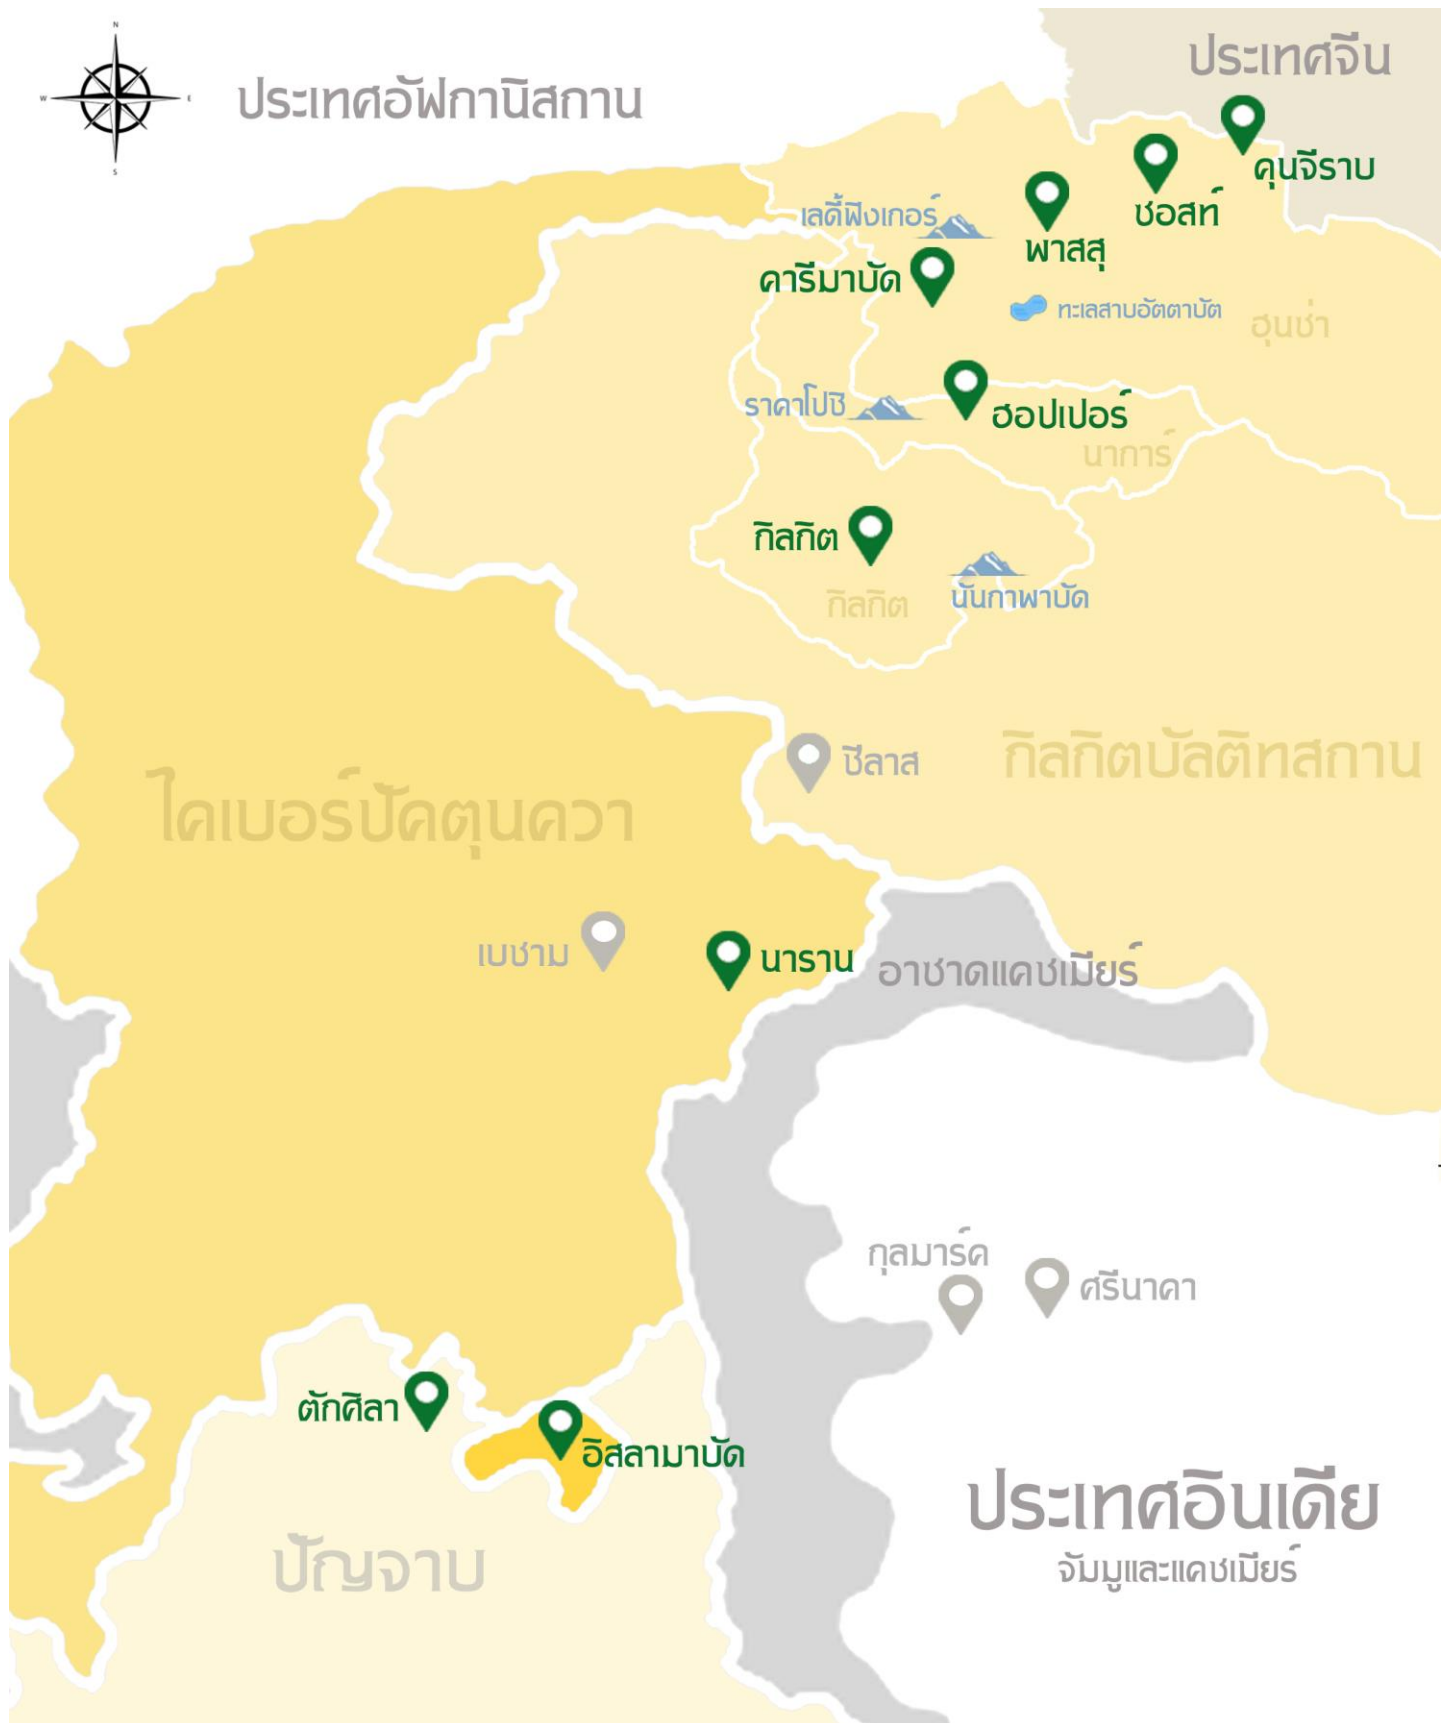 N
ประเทศจีน
ประเทศอัฟกานิสถาน
W
E
S
คุนจีราบ
ซอสท์
เลดี้ฟิงเกอร์
พาสสุ
คารีมาบัด
ทะเลสาบอัตตาบัต
ฮุนซ่า
ราคาโปชิ
ฮอปเปอร์
นาการ์
กิลกิต
นันกาพาบัด
กิลกิต
ชีลาส
กิลกิตบัลติทสถาน
ไคเบอร์ปัคตุนควา
เบชาม
นาราน
อาซาดแคชเมียร์
กุลมาร์ค
ศรีนาคา
ตักศิลา
อิสลามาบัด
ประเทศอินเดีย
ปัญจาบ
จัมมูและแคชเมียร์